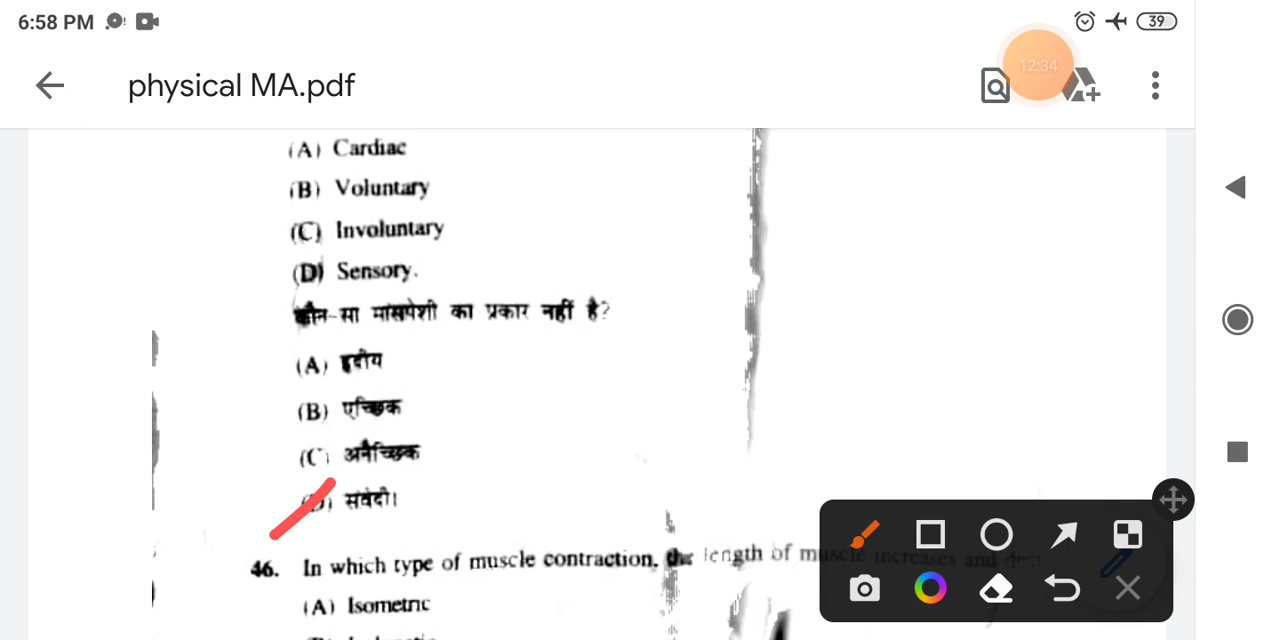 6:58 PM
39
12:34
physical MA.pdf
(A) Cardiac
(B) Voluntary
(C) Involuntary
(D) Sensory.
कौन-सा मांसपेशी का प्रकार नहीं है?
(A) हृदीय
(B) एच्छिक
(C) अनैच्छिक
(D) संवेदी।
46. In which type of muscle contraction, the length of muscle increases and
(A) Isometric